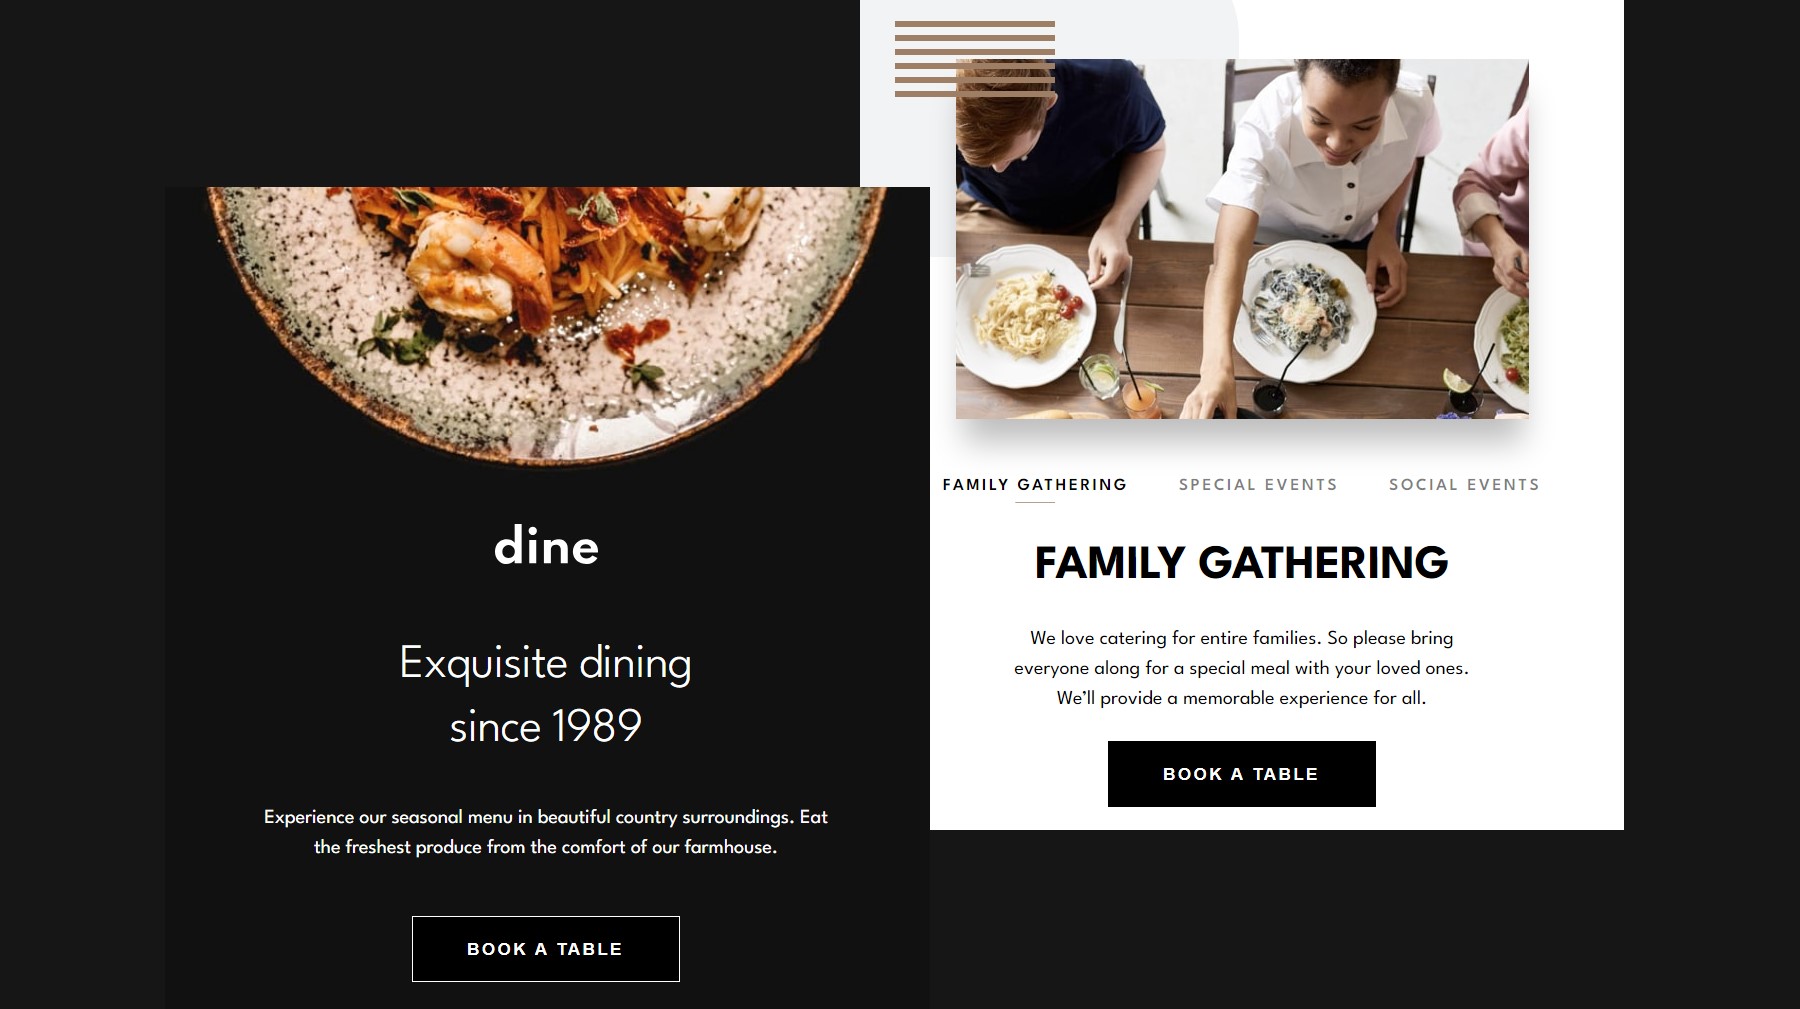 dine
Exquisite dining
since 1989
Experience our seasonal menu in beautiful country surroundings. Eat
the freshest produce from the comfort of our farmhouse.
BOOK A TABLE
FAMILY GATHERING
SPECIAL EVENTS
SOCIAL EVENTS
FAMILY GATHERING
We love catering for entire families. So please bring
everyone along for a special meal with your loved ones.
We’ll provide a memorable experience for all.
BOOK A TABLE